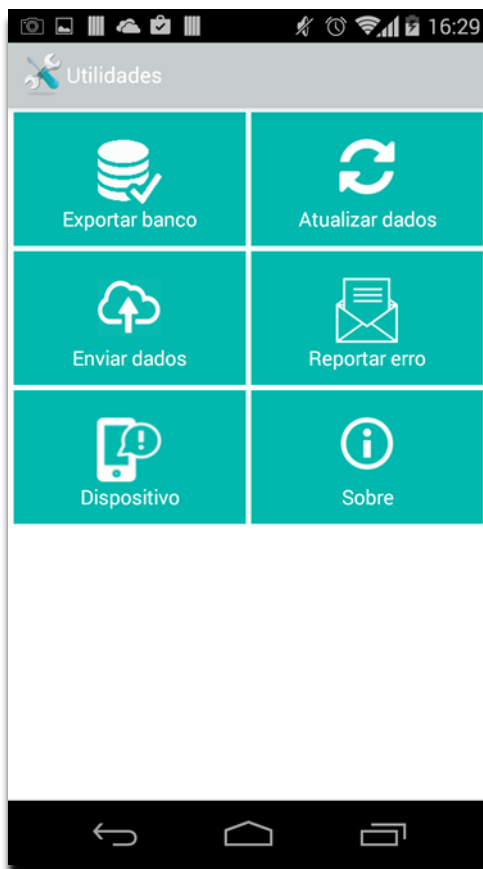 16:29
Utilidades
Exportar banco
Atualizar dados
Enviar dados
Reportar erro
Dispositivo
Sobre